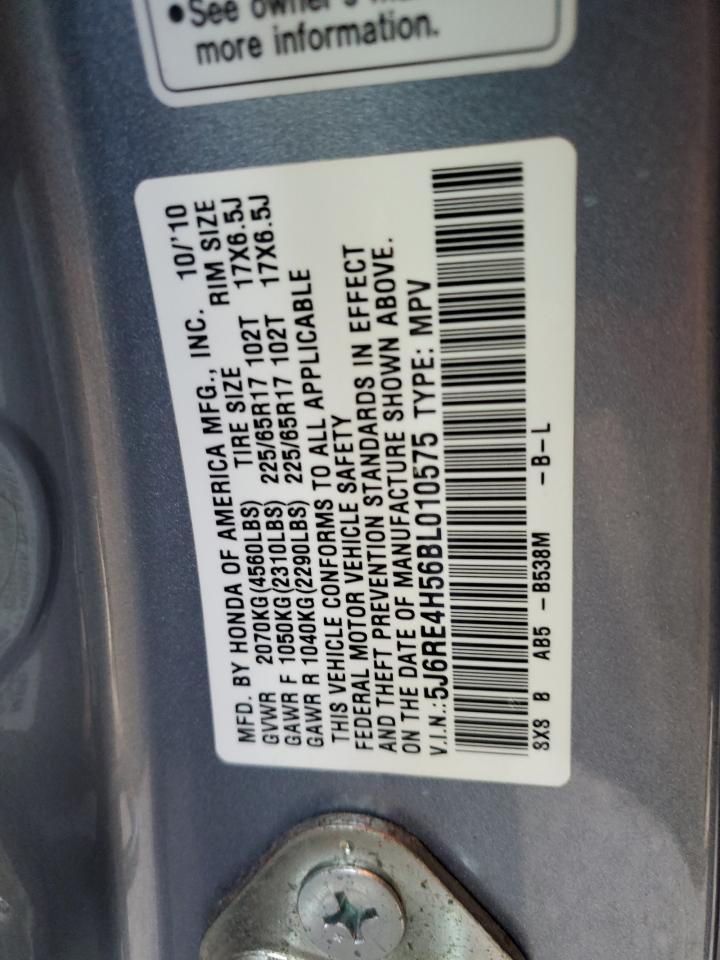 •See owner's
more information.
MFD. BY HONDA OF AMERICA MFG., INC. 10/'10
GVWR 2070KG(4560LBS) TIRE SIZE RIM SIZE
GAWR F 1050KG(2310LBS) 225/65R17 102T 17X6.5J
GAWR R 1040KG(2290LBS) 225/65R17 102T 17X6.5J
THIS VEHICLE CONFORMS TO ALL APPLICABLE
FEDERAL MOTOR VEHICLE SAFETY
AND THEFT PREVENTION STANDARDS IN EFFECT
ON THE DATE OF MANUFACTURE SHOWN ABOVE.
V.I.N.:5J6RE4H56BL010575 TYPE: MPV
8X8 B AB5 -B538M -B-L